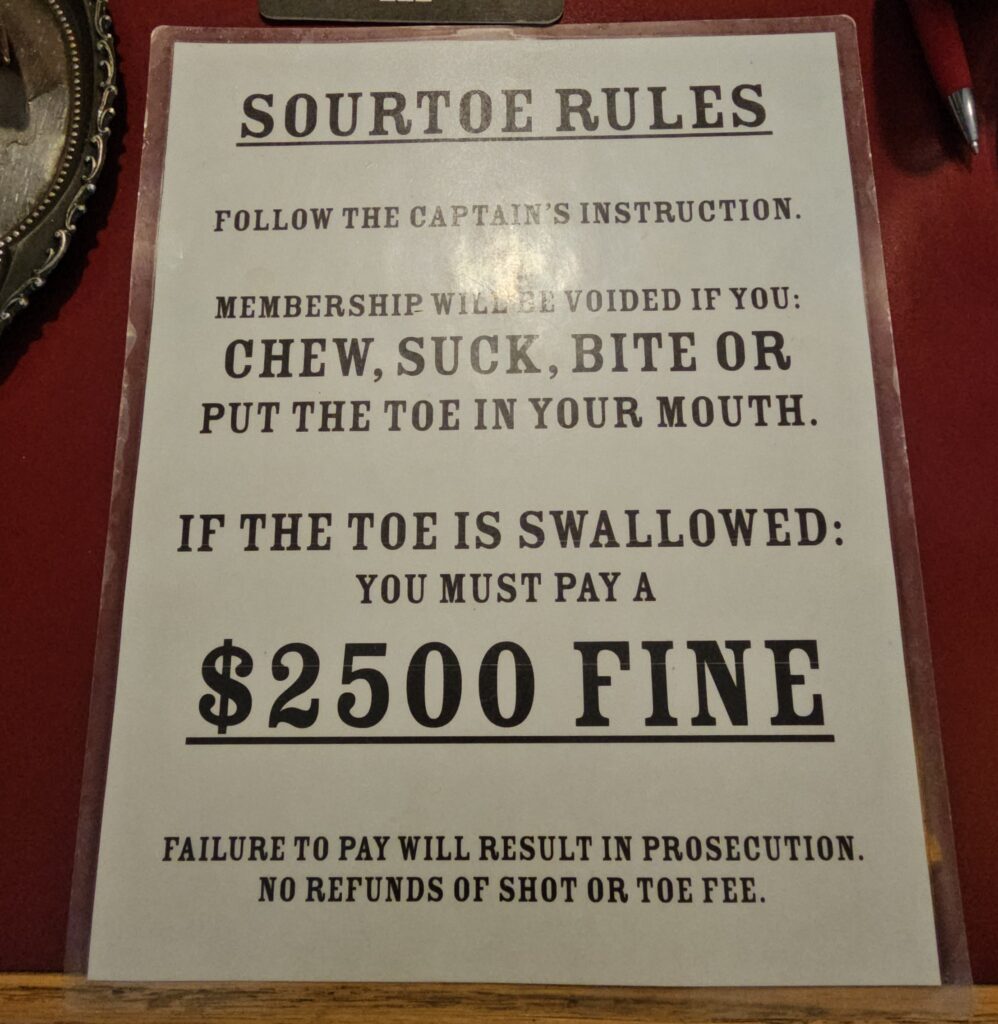 SOURTOE RULES
FOLLOW THE CAPTAIN'S INSTRUCTION.
MEMBERSHIP WILL BE VOIDED IF YOU:
CHEW, SUCK, BITE OR
PUT THE TOE IN YOUR MOUTH.
IF THE TOE IS SWALLOWED:
YOU MUST PAY A
$2500 FINE
FAILURE TO PAY WILL RESULT IN PROSECUTION.
NO REFUNDS OF SHOT OR TOE FEE.